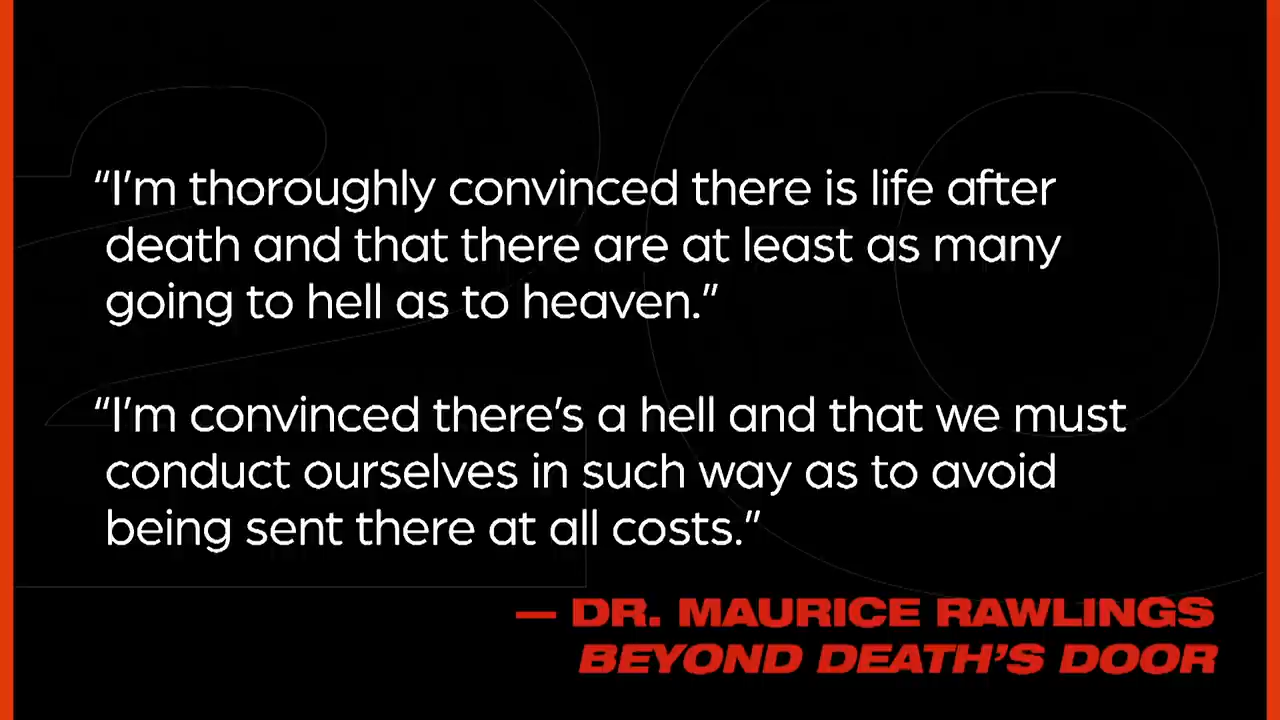 “I’m thoroughly convinced there is life after
death and that there are at least as many
going to hell as to heaven.”
“I’m convinced there’s a hell and that we must
conduct ourselves in such way as to avoid
being sent there at all costs.”
— DR. MAURICE RAWLINGS
BEYOND DEATH’S DOOR